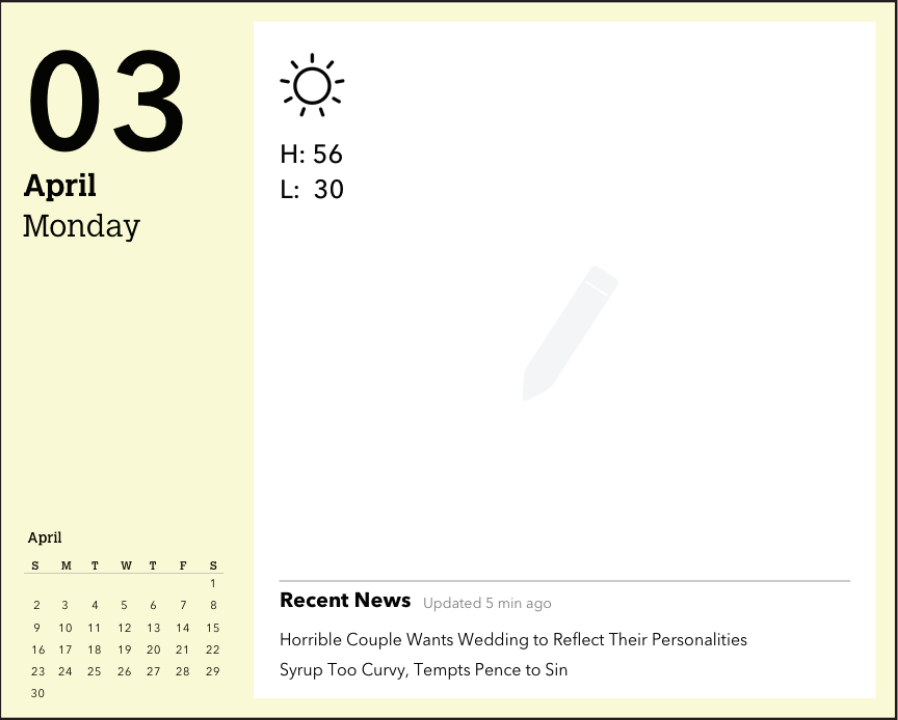 03
April
Monday
H: 56
L: 30
April
S M T W T F S
1
2 3 4 5 6 7 8
9 10 11 12 13 14 15
16 17 18 19 20 21 22
23 24 25 26 27 28 29
30
Recent News Updated 5 min ago
Horrible Couple Wants Wedding to Reflect Their Personalities
Syrup Too Curvy, Tempts Pence to Sin